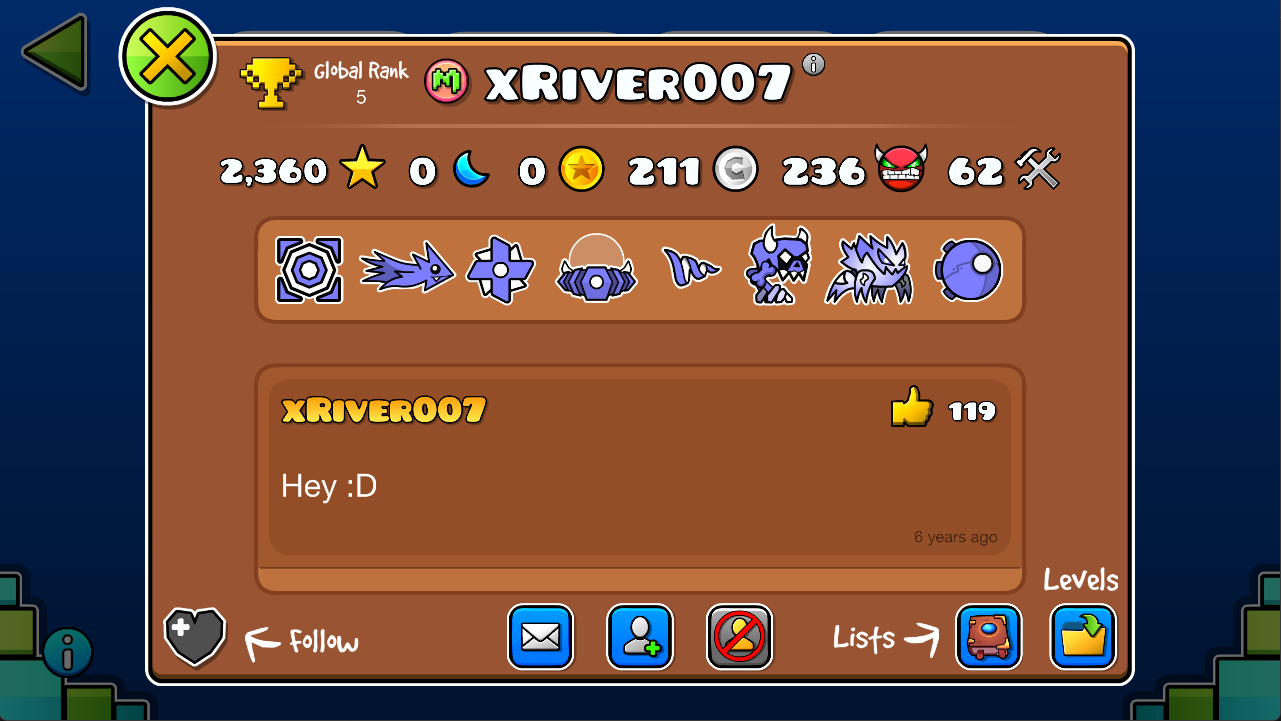 Global Rank
5
M xRiver007 i
2,360 0 0 211 C 236 62
xRiver007 119
Hey :D
6 years ago
Levels
Follow
Lists
i